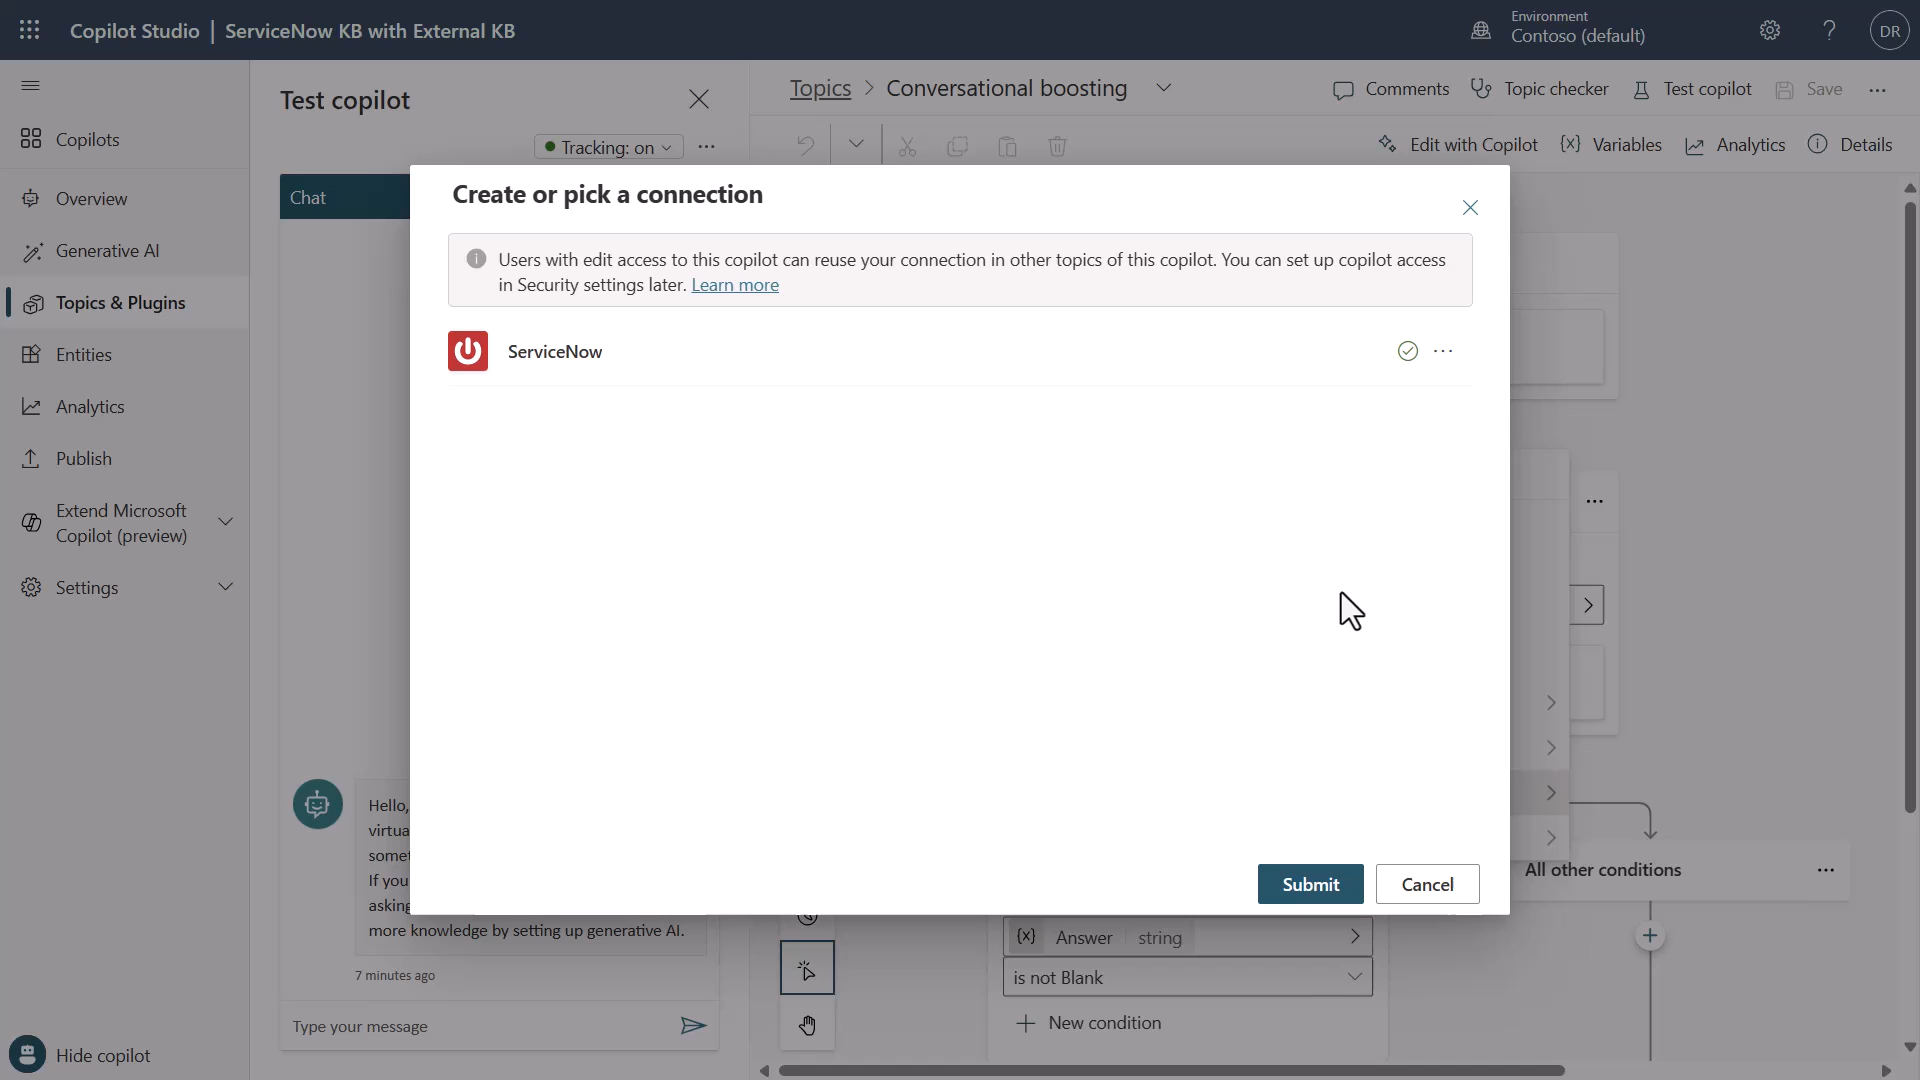 Copilot Studio | ServiceNow KB with External KB
Environment
Contoso (default)
?
DR
Copilots
Overview
Generative AI
Topics & Plugins
Entities
Analytics
Publish
Extend Microsoft
Copilot (preview)
Settings
Hide copilot
Test copilot
Tracking: on
Chat
Hello,
virtua
somet
If you
asking
more knowledge by setting up generative AI.
7 minutes ago
Type your message
Topics > Conversational boosting
Comments
Topic checker
Test copilot
Save
Edit with Copilot
{x} Variables
Analytics
Details
Create or pick a connection
Users with edit access to this copilot can reuse your connection in other topics of this copilot. You can set up copilot access
in Security settings later. Learn more
ServiceNow
Submit
Cancel
All other conditions
{x} Answer string
is not Blank
New condition